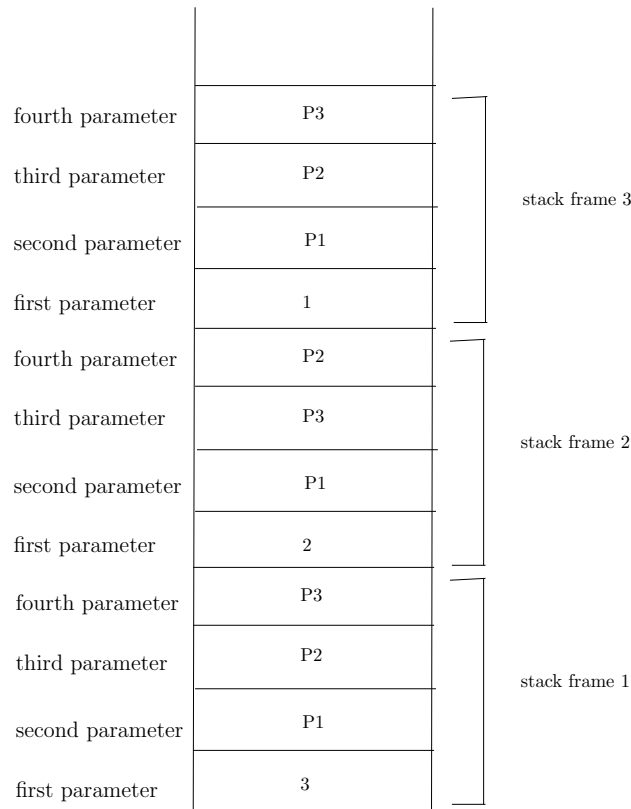 fourth parameter P3
third parameter P2
stack frame 3
second parameter P1
first parameter 1
fourth parameter P2
third parameter P3
stack frame 2
second parameter P1
first parameter 2
fourth parameter P3
third parameter P2
stack frame 1
second parameter P1
first parameter 3